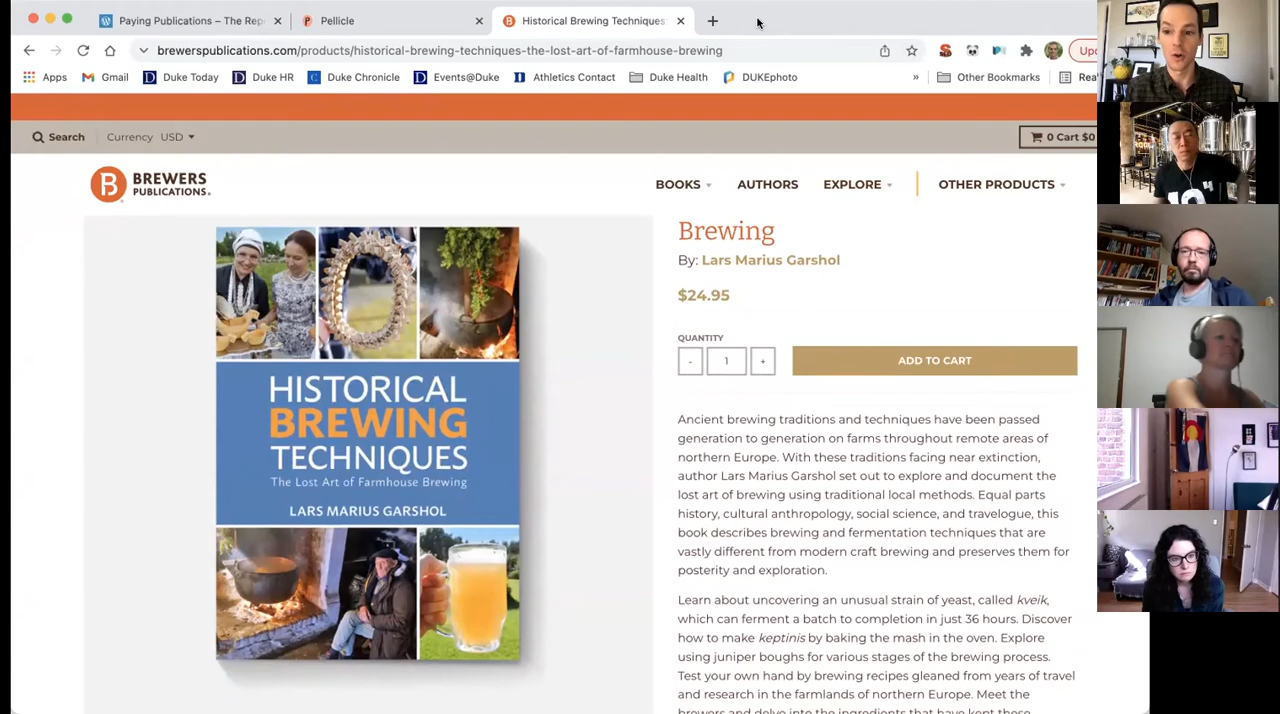 Paying Publications – The Rep
Pellicle
Historical Brewing Techniques:
brewerspublications.com/products/historical-brewing-techniques-the-lost-art-of-farmhouse-brewing
Apps
Gmail
Duke Today
Duke HR
Duke Chronicle
Events@Duke
Athletics Contact
Duke Health
DUKEphoto
»
Other Bookmarks
Search
Currency USD
0 Cart $0
B BREWERS
PUBLICATIONS®
BOOKS
AUTHORS
EXPLORE
OTHER PRODUCTS
HISTORICAL
BREWING
TECHNIQUES
The Lost Art of Farmhouse Brewing
LARS MARIUS GARSHOL
Brewing
By: Lars Marius Garshol
$24.95
QUANTITY
- 1 +
ADD TO CART
Ancient brewing traditions and techniques have been passed
generation to generation on farms throughout remote areas of
northern Europe. With these traditions facing near extinction,
author Lars Marius Garshol set out to explore and document the
lost art of brewing using traditional local methods. Equal parts
history, cultural anthropology, social science, and travelogue, this
book describes brewing and fermentation techniques that are
vastly different from modern craft brewing and preserves them for
posterity and exploration.
Learn about uncovering an unusual strain of yeast, called kveik,
which can ferment a batch to completion in just 36 hours. Discover
how to make keptinis by baking the mash in the oven. Explore
using juniper boughs for various stages of the brewing process.
Test your own hand by brewing recipes gleaned from years of travel
and research in the farmlands of northern Europe. Meet the
brewers and delve into the ingredients that have kept these